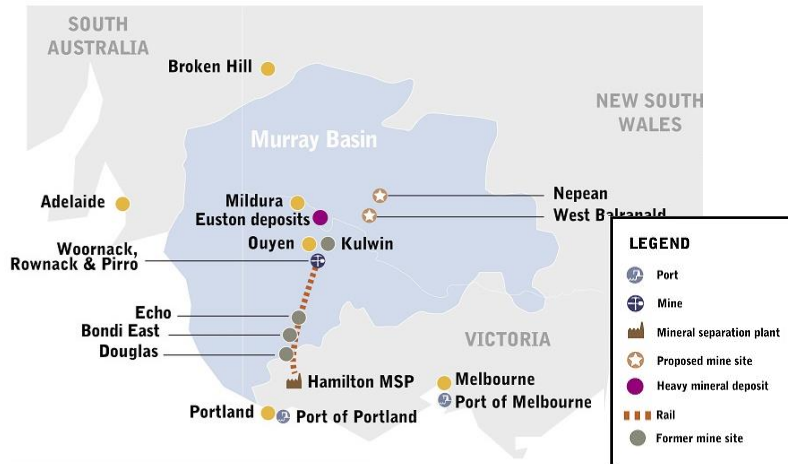 SOUTH
AUSTRALIA
Broken Hill
NEW SOUTH
WALES
Murray Basin
Adelaide
Mildura
Euston deposits
Nepean
West Balranald
Ouyen
Kulwin
Woornack,
Rownack & Pirro
Echo
Bondi East
Douglas
VICTORIA
Hamilton MSP
Melbourne
Port of Melbourne
Portland
Port of Portland
LEGEND
Port
Mine
Mineral separation plant
Proposed mine site
Heavy mineral deposit
Rail
Former mine site